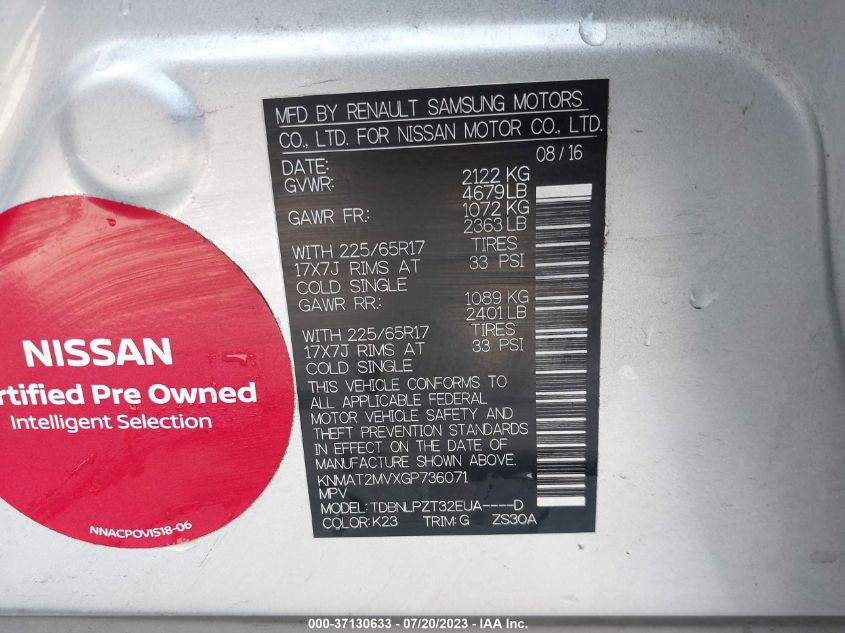 MFD BY RENAULT SAMSUNG MOTORS
CO., LTD. FOR NISSAN MOTOR CO., LTD.
DATE: 08/16
GVWR: 2122 KG
4679 LB
GAWR FR.: 1072 KG
2363 LB
WITH 225/65R17 TIRES
17X7J RIMS AT 33 PSI
COLD SINGLE
GAWR RR.: 1089 KG
2401 LB
WITH 225/65R17 TIRES
17X7J RIMS AT 33 PSI
COLD SINGLE
THIS VEHICLE CONFORMS TO
ALL APPLICABLE FEDERAL
MOTOR VEHICLE SAFETY AND
THEFT PREVENTION STANDARDS
IN EFFECT ON THE DATE OF
MANUFACTURE SHOWN ABOVE.
KNMAT2MVXGP736071
MPV
MODEL: TDBNLPZT32EUA----D
COLOR: K23 TRIM: G ZS30A
NISSAN
rtified Pre Owned
Intelligent Selection
NNACPOVIS18-06
000-37130633 - 07/20/2023 - IAA Inc.